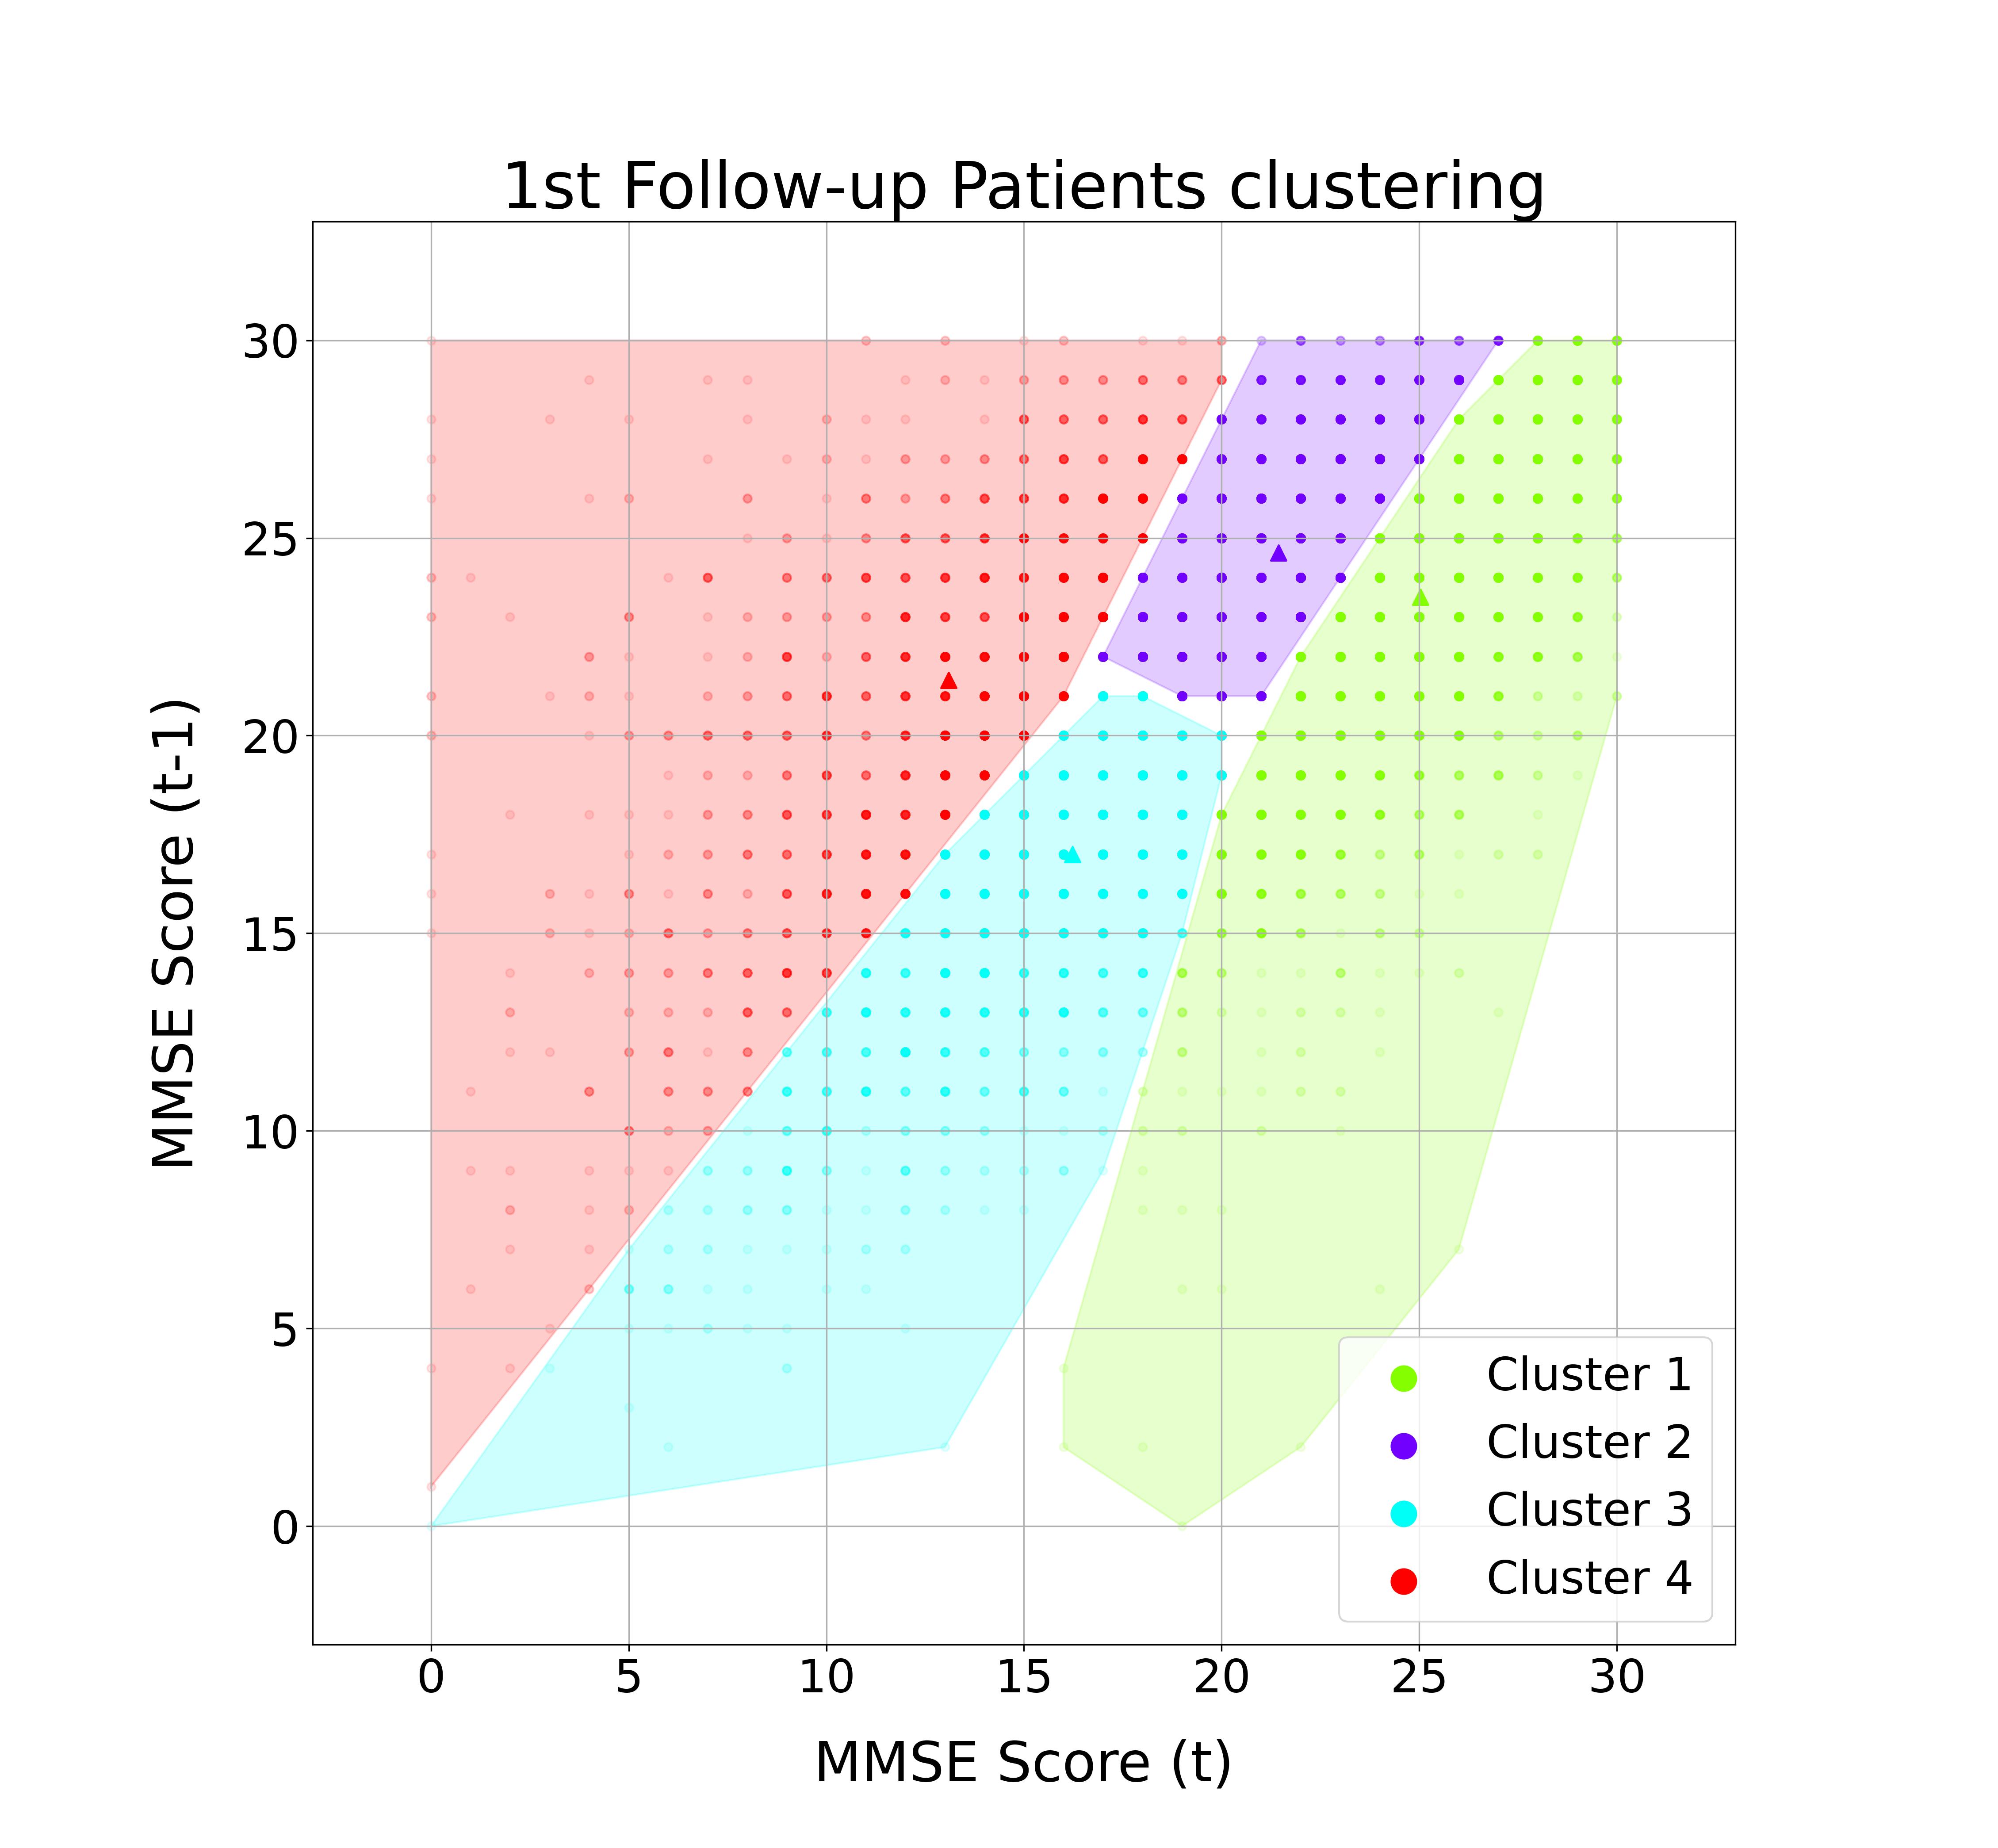 1st Follow-up Patients clustering
MMSE Score (t-1)
30
25
20
15
10
5
0
0 5 10 15 20 25 30
MMSE Score (t)
Cluster 1
Cluster 2
Cluster 3
Cluster 4